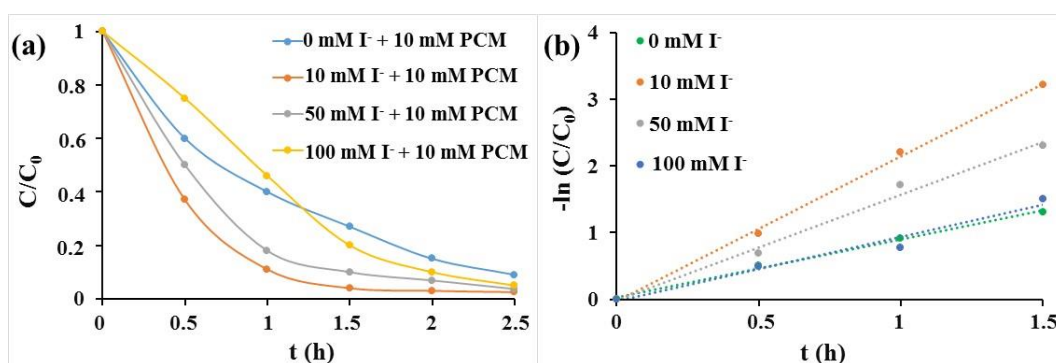 (a)
0 mM I⁻ + 10 mM PCM
10 mM I⁻ + 10 mM PCM
50 mM I⁻ + 10 mM PCM
100 mM I⁻ + 10 mM PCM
C/C₀
1
0.8
0.6
0.4
0.2
0
0 0.5 1 1.5 2 2.5
t (h)
(b)
0 mM I⁻
10 mM I⁻
50 mM I⁻
100 mM I⁻
-ln (C/C₀)
-4
3
2
1
0
0 0.5 1 1.5
t (h)